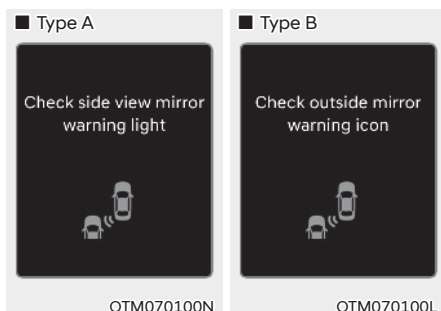 ■ Type A
Check side view mirror
warning light
OTM070100N
■ Type B
Check outside mirror
warning icon
OTM070100L